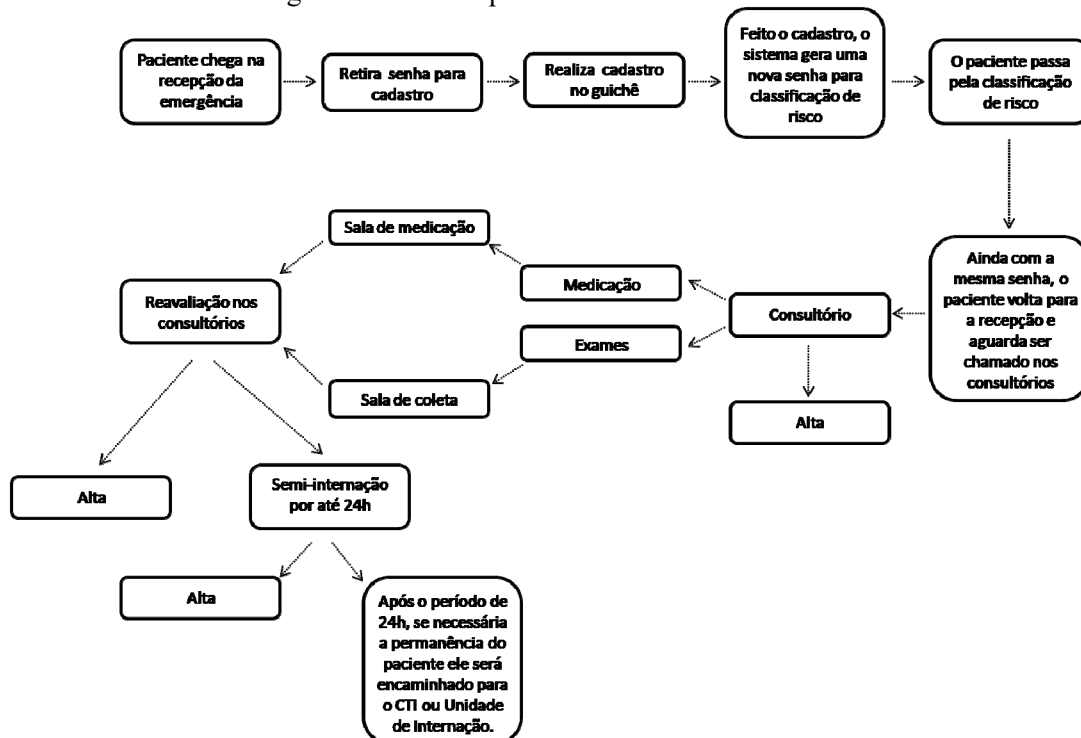 Paciente chega na
recepção da
emergência
Retira senha para
cadastro
Realiza cadastro
no guichê
Feito o cadastro, o
sistema gera uma
nova senha para
classificação de
risco
O paciente passa
pela classificação
de risco
Ainda com a
mesma senha, o
paciente volta para
a recepção e
aguarda ser
chamado nos
consultórios
Consultório
Alta
Medicação
Exames
Sala de medicação
Sala de coleta
Reavaliação nos
consultórios
Alta
Semi-internação
por até 24h
Alta
Após o período de
24h, se necessária
a permanência do
paciente ele será
encaminhado para
o CTI ou Unidade
de Internação.